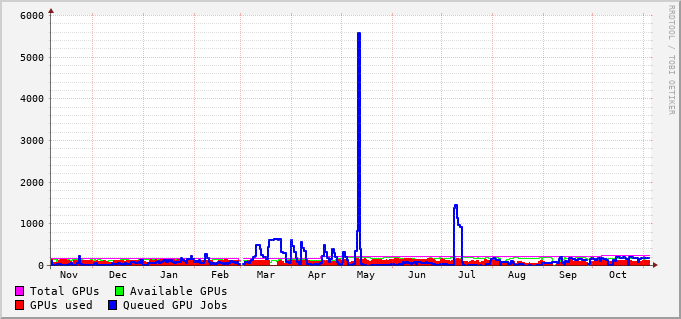 6000
5000
4000
3000
2000
1000
0
Nov Dec Jan Feb Mar Apr May Jun Jul Aug Sep Oct
Total GPUs Available GPUs
GPUs used Queued GPU Jobs
RRDTOOL / TOBI OETIKER